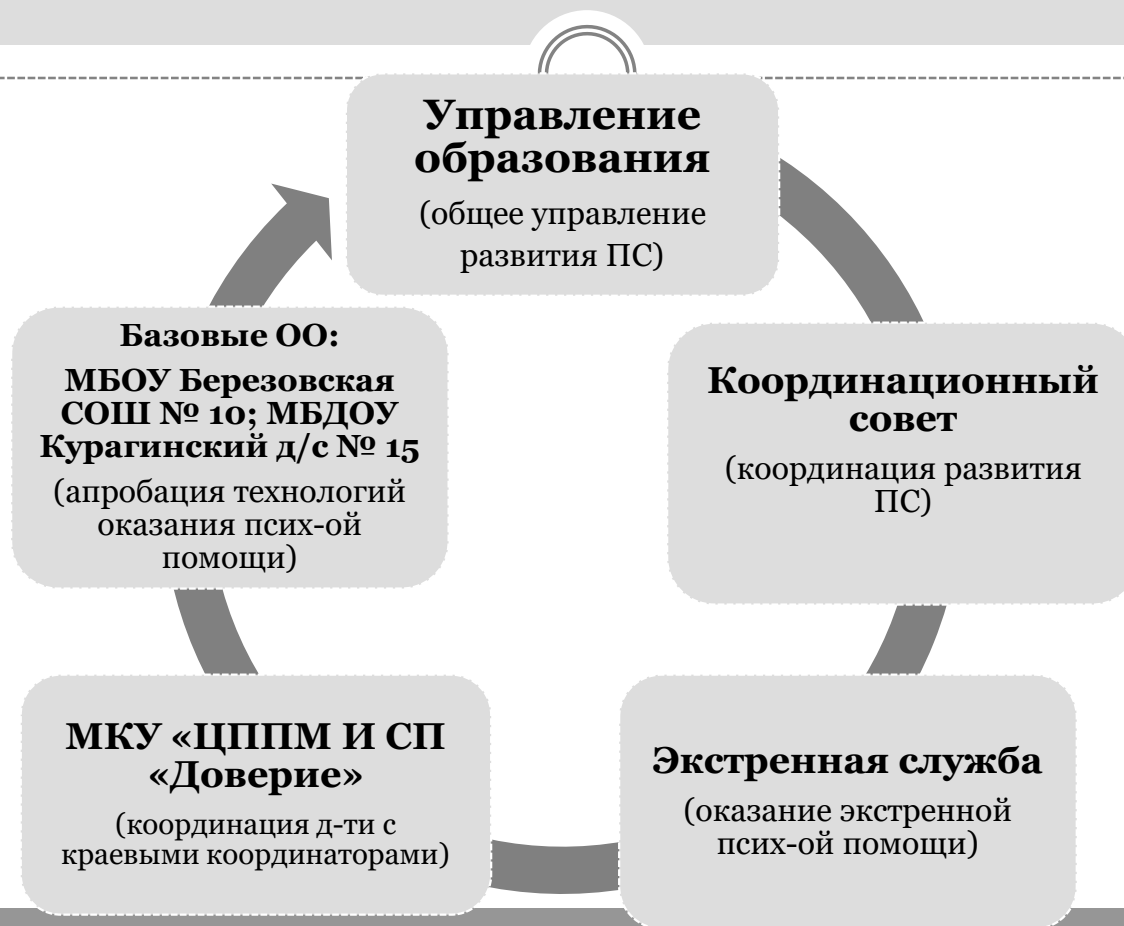 Управление
образования
(общее управление
развития ПС)
Координационный
совет
(координация развития
ПС)
Экстренная служба
(оказание экстренной
псих-ой помощи)
МКУ «ЦППМ И СП
«Доверие»
(координация д-ти с
краевыми координаторами)
Базовые ОО:
МБОУ Березовская
СОШ № 10; МБДОУ
Курагинский д/с № 15
(апробация технологий
оказания псих-ой
помощи)